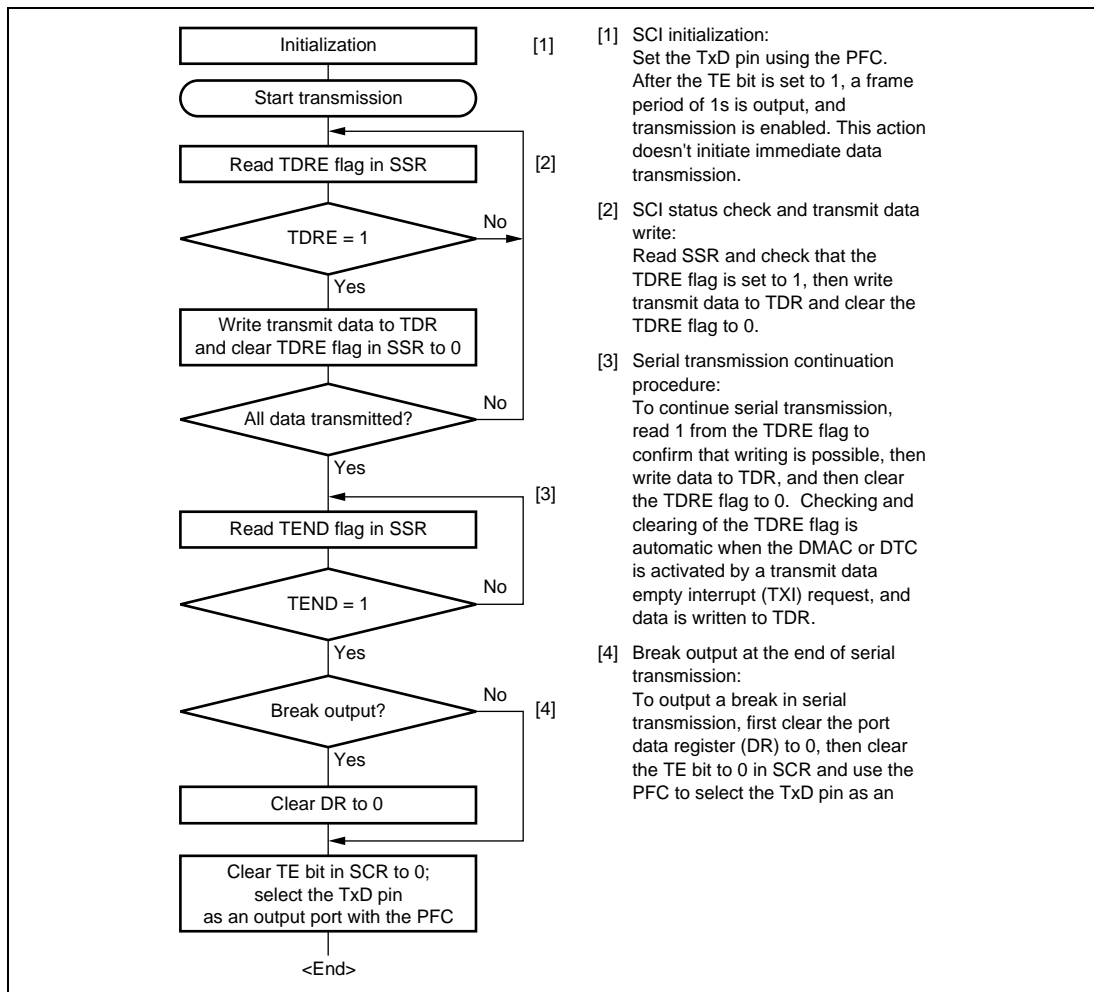 Initialization
[1]
Start transmission
Read TDRE flag in SSR
[2]
TDRE = 1
No
Yes
Write transmit data to TDR
and clear TDRE flag in SSR to 0
All data transmitted?
No
Yes
[3]
Read TEND flag in SSR
TEND = 1
No
Yes
Break output?
No
[4]
Yes
Clear DR to 0
Clear TE bit in SCR to 0;
select the TxD pin
as an output port with the PFC
<End>
[1] SCI initialization:
Set the TxD pin using the PFC.
After the TE bit is set to 1, a frame
period of 1s is output, and
transmission is enabled. This action
doesn't initiate immediate data
transmission.
[2] SCI status check and transmit data
write:
Read SSR and check that the
TDRE flag is set to 1, then write
transmit data to TDR and clear the
TDRE flag to 0.
[3] Serial transmission continuation
procedure:
To continue serial transmission,
read 1 from the TDRE flag to
confirm that writing is possible, then
write data to TDR, and then clear
the TDRE flag to 0. Checking and
clearing of the TDRE flag is
automatic when the DMAC or DTC
is activated by a transmit data
empty interrupt (TXI) request, and
data is written to TDR.
[4] Break output at the end of serial
transmission:
To output a break in serial
transmission, first clear the port
data register (DR) to 0, then clear
the TE bit to 0 in SCR and use the
PFC to select the TxD pin as an